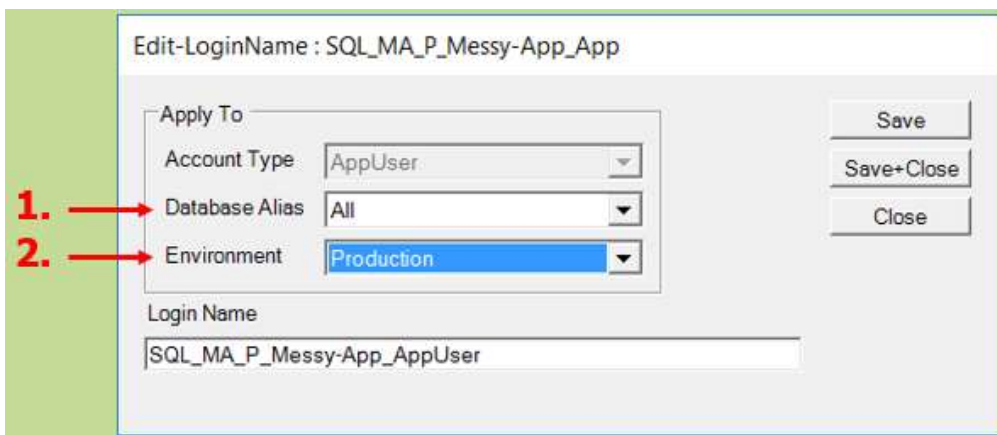 Edit-LoginName : SQL_MA_P_Messy-App_App
Apply To
Account Type AppUser
1. Database Alias All
2. Environment Production
Login Name
SQL_MA_P_Messy-App_AppUser
Save
Save+Close
Close